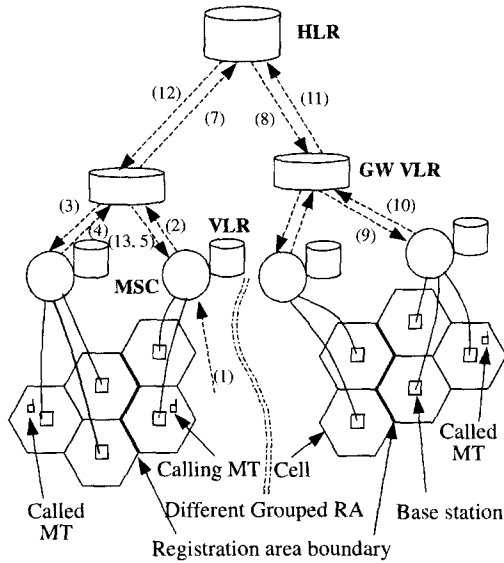 HLR
(12)
(11)
(7)
(8)
GW VLR
(3)
(2)
(10)
(4)
(13, 5)
VLR
(9)
MSC
(1)
Calling MT
Cell
Called
MT
Called
MT
Different Grouped RA
Base station
Registration area boundary